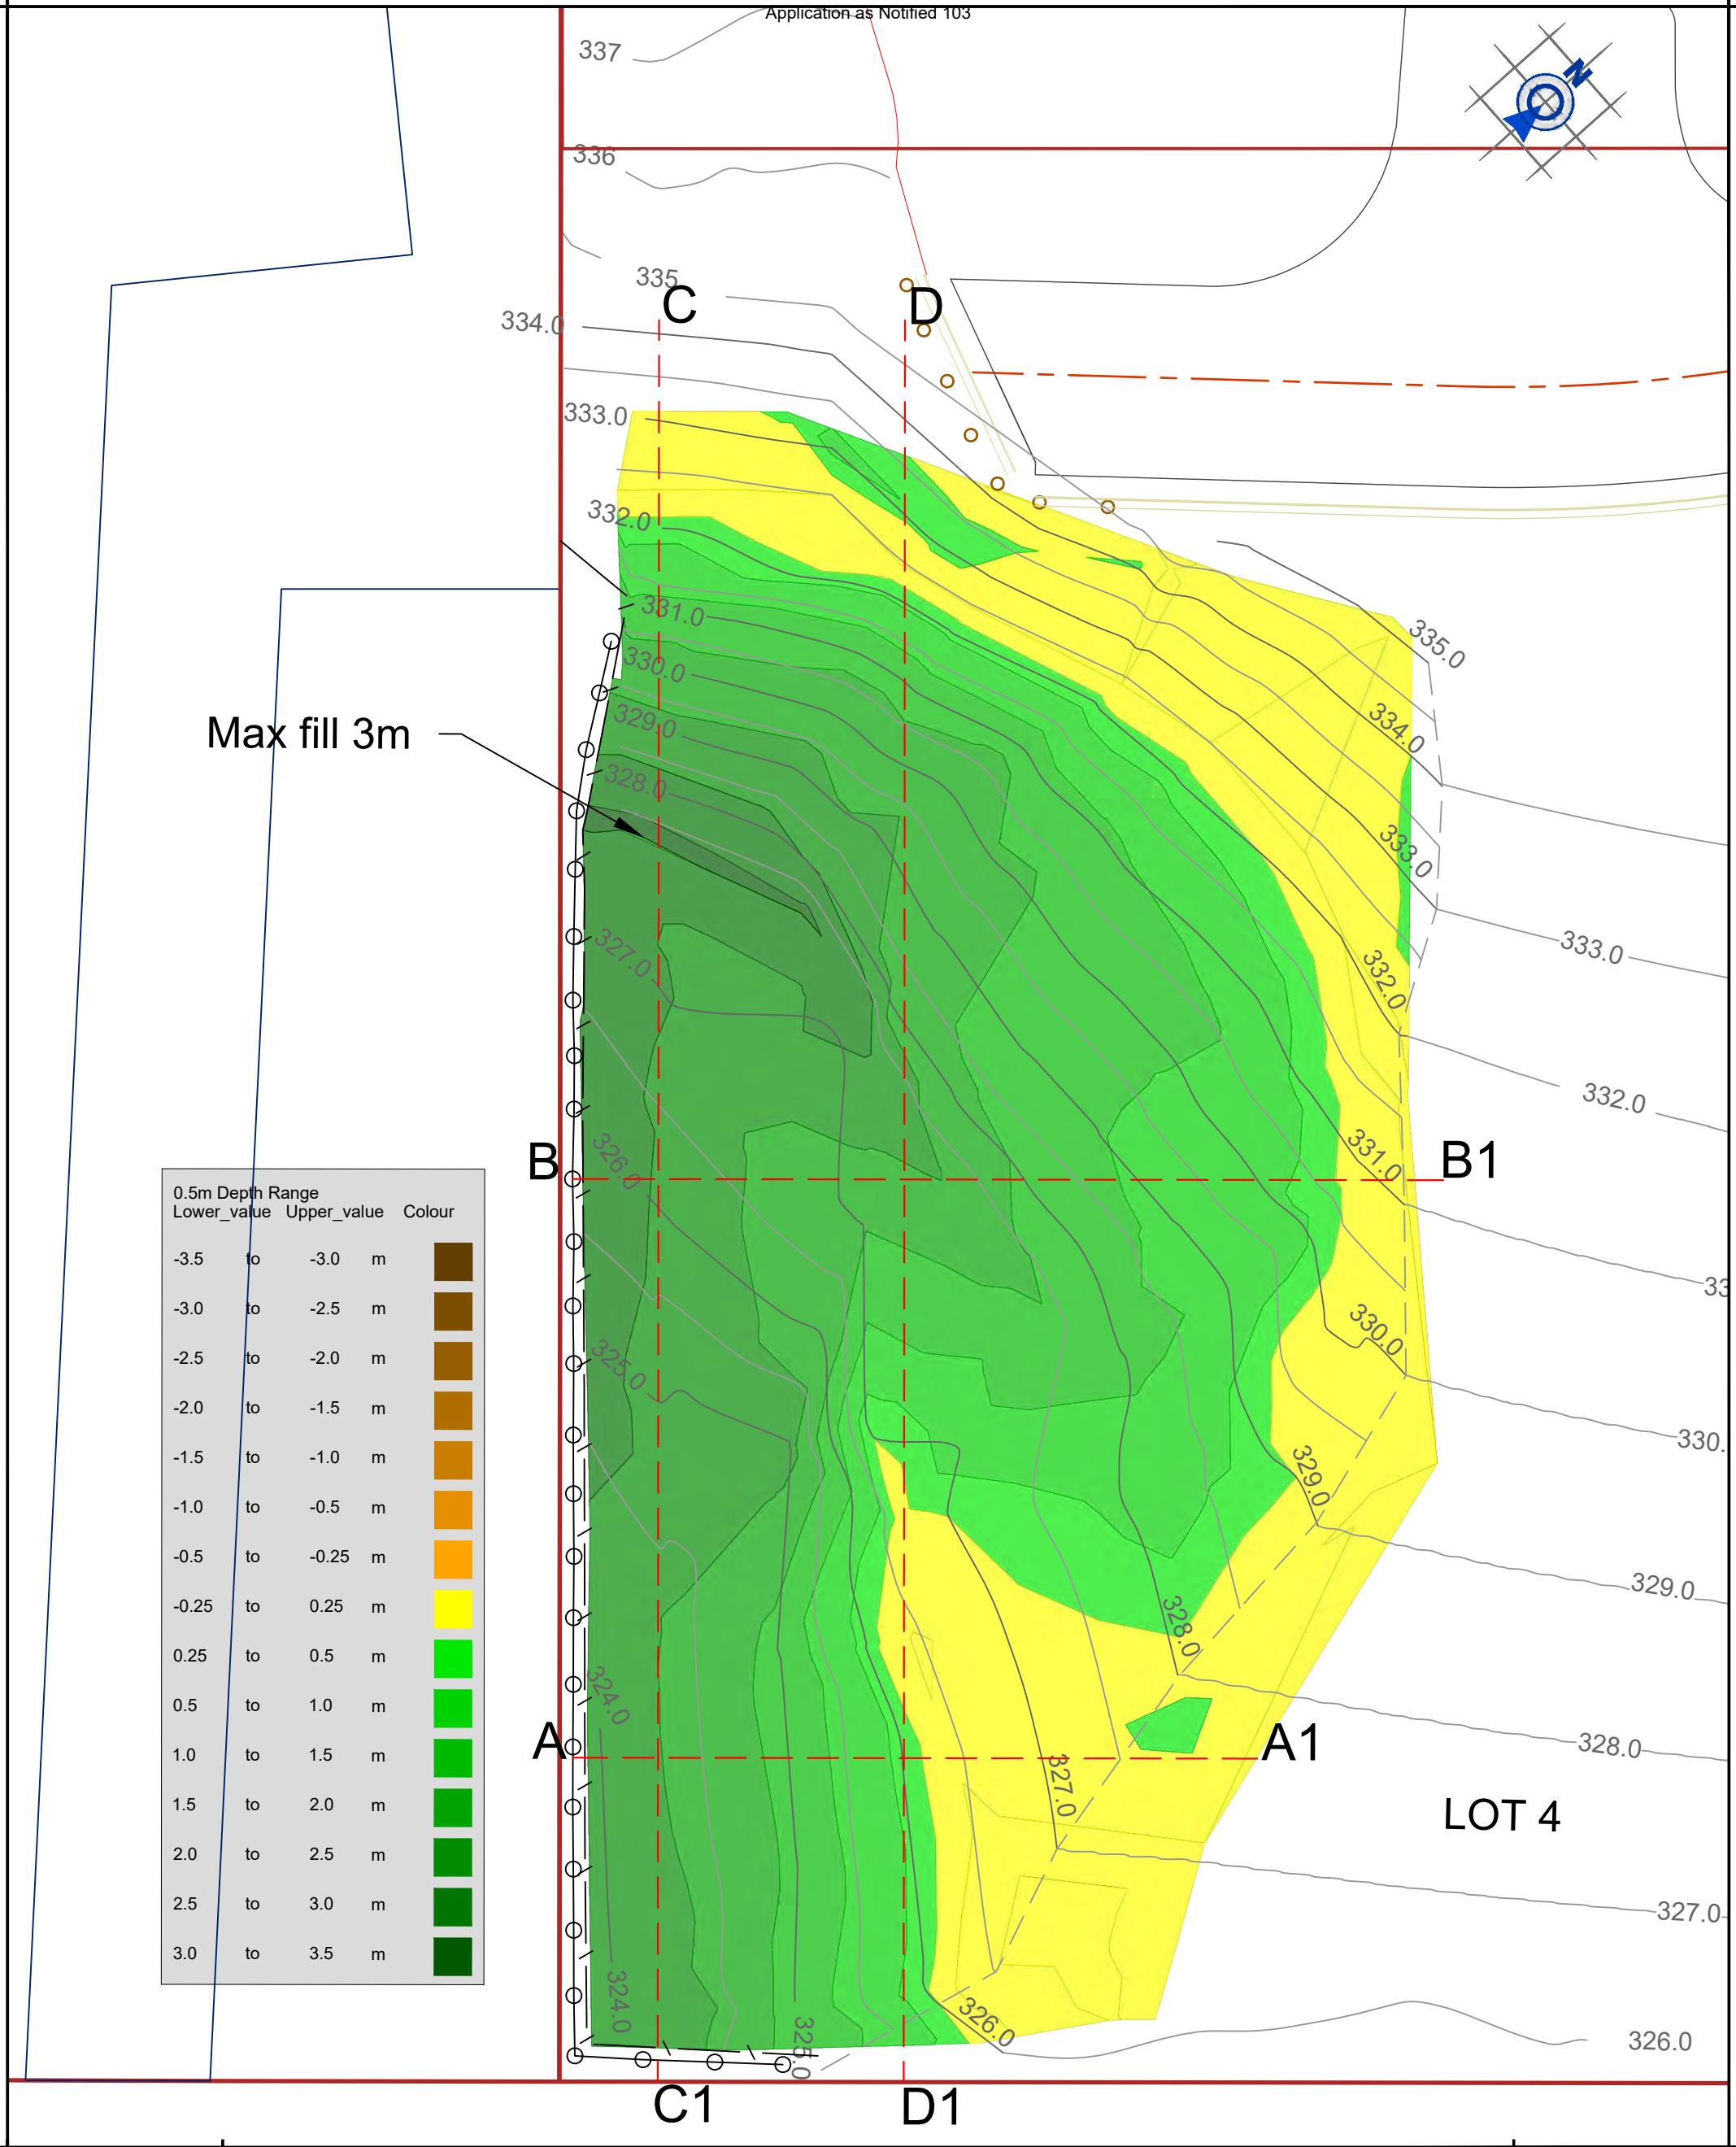 Application as Notified 103
337
N
336
335
C
D
334.0
333.0
332.0
331.0
335.0
330.0
329.0
334.0
Max fill 3m
328.0
333.0
327.0
333.0
332.0
332.0
326.0
B
331.0
B1
0.5m Depth Range
Lower_value Upper_value Colour
-3.5 to -3.0 m
-3.0 to -2.5 m
-2.5 to -2.0 m
-2.0 to -1.5 m
-1.5 to -1.0 m
-1.0 to -0.5 m
-0.5 to -0.25 m
-0.25 to 0.25 m
0.25 to 0.5 m
0.5 to 1.0 m
1.0 to 1.5 m
1.5 to 2.0 m
2.0 to 2.5 m
2.5 to 3.0 m
3.0 to 3.5 m
33
330.0
325.0
330.
329.0
329.0
328.0
324.0
A
A1
328.0
327.0
LOT 4
327.0
324.0
325.0
326.0
326.0
C1
D1